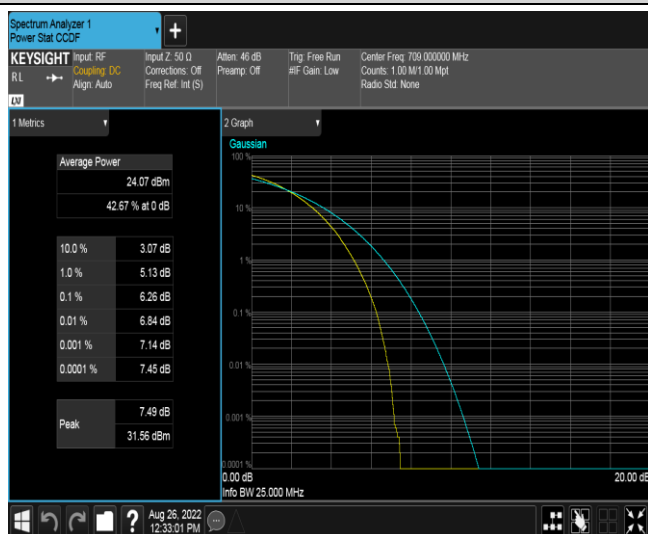 Spectrum Analyzer 1
Power Stat CCDF
KEYSIGHT
RL
LXI
Input: RF
Coupling: DC
Align: Auto
Input Z: 50 Ω
Corrections: Off
Freq Ref: Int (S)
Atten: 46 dB
Preamp: Off
Trig: Free Run
#IF Gain: Low
Center Freq: 709.000000 MHz
Counts: 1.00 M/1.00 Mpt
Radio Std: None
1 Metrics
Average Power
24.07 dBm
42.67 % at 0 dB
10.0 % 3.07 dB
1.0 % 5.13 dB
0.1 % 6.26 dB
0.01 % 6.84 dB
0.001 % 7.14 dB
0.0001 % 7.45 dB
Peak
7.49 dB
31.56 dBm
2 Graph
Gaussian
100 %
10 %
1 %
0.1 %
0.01 %
0.001 %
0.0001 %
0.00 dB
20.00 dB
Info BW 25.000 MHz
?
Aug 26, 2022
12:33:01 PM